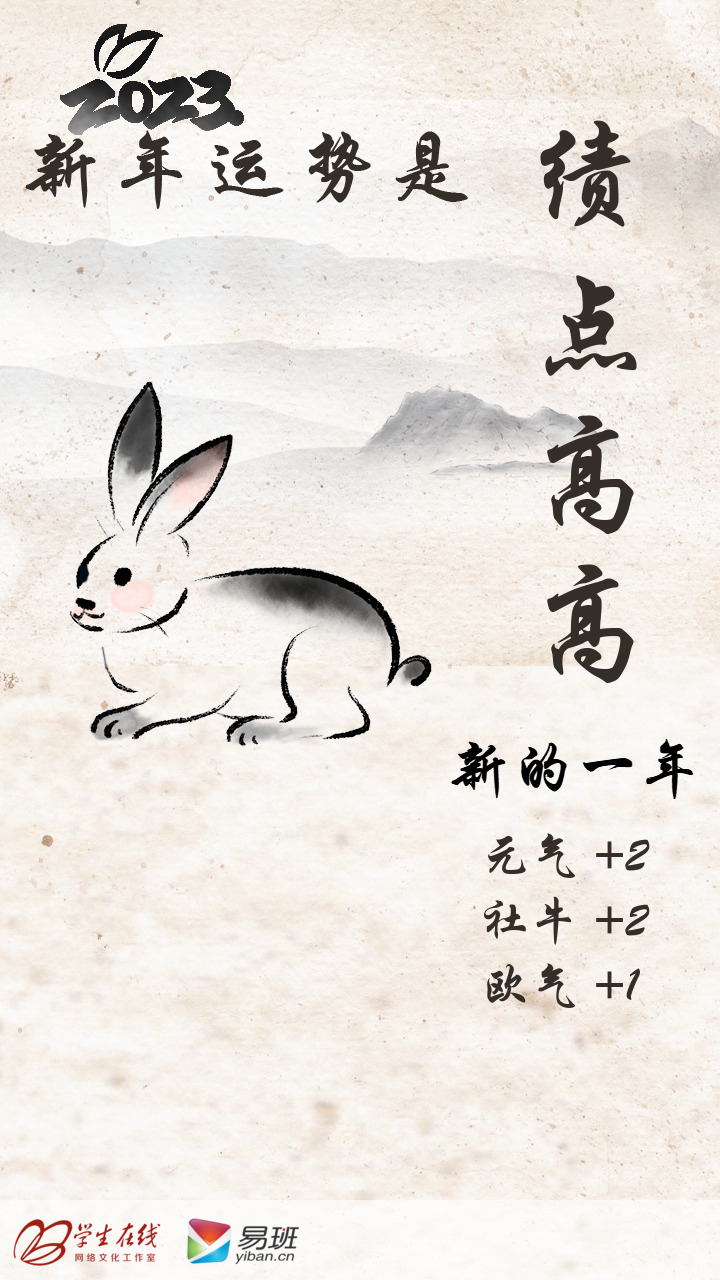 2023
新年运势是
绩点高高
新的一年
元气 +2
社牛 +2
欧气 +1
学生在线
网络文化工作室
易班
yiban.cn